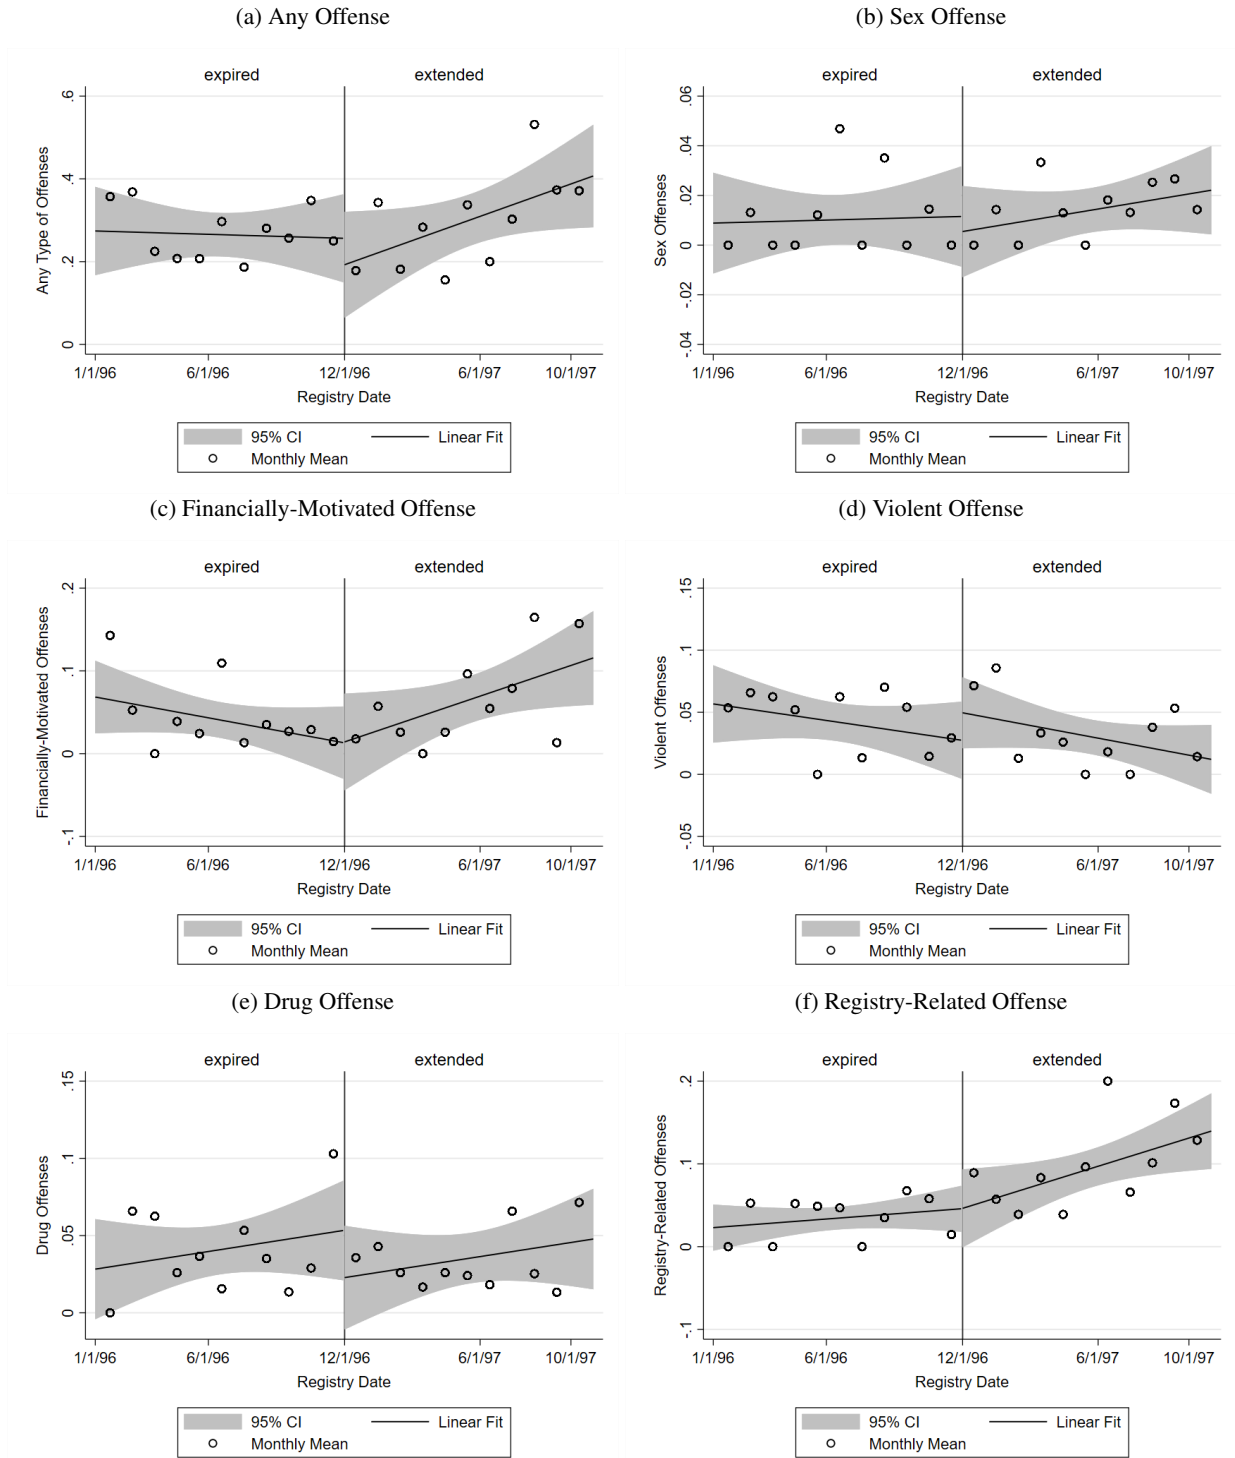 (a) Any Offense
expired extended
Any Type of Offenses
.6
.4
.2
0
1/1/96 6/1/96 12/1/96 6/1/97 10/1/97
Registry Date
95% CI Linear Fit
Monthly Mean
(b) Sex Offense
expired extended
Sex Offenses
.06
.04
.02
0
-.02
-.04
1/1/96 6/1/96 12/1/96 6/1/97 10/1/97
Registry Date
95% CI Linear Fit
Monthly Mean
(c) Financially-Motivated Offense
expired extended
Financially-Motivated Offenses
.2
.1
0
-.1
1/1/96 6/1/96 12/1/96 6/1/97 10/1/97
Registry Date
95% CI Linear Fit
Monthly Mean
(d) Violent Offense
expired extended
Violent Offenses
.15
.1
.05
0
-.05
1/1/96 6/1/96 12/1/96 6/1/97 10/1/97
Registry Date
95% CI Linear Fit
Monthly Mean
(e) Drug Offense
expired extended
Drug Offenses
.15
.1
.05
0
1/1/96 6/1/96 12/1/96 6/1/97 10/1/97
Registry Date
95% CI Linear Fit
Monthly Mean
(f) Registry-Related Offense
expired extended
Registry-Related Offenses
.2
.1
0
-.1
1/1/96 6/1/96 12/1/96 6/1/97 10/1/97
Registry Date
95% CI Linear Fit
Monthly Mean